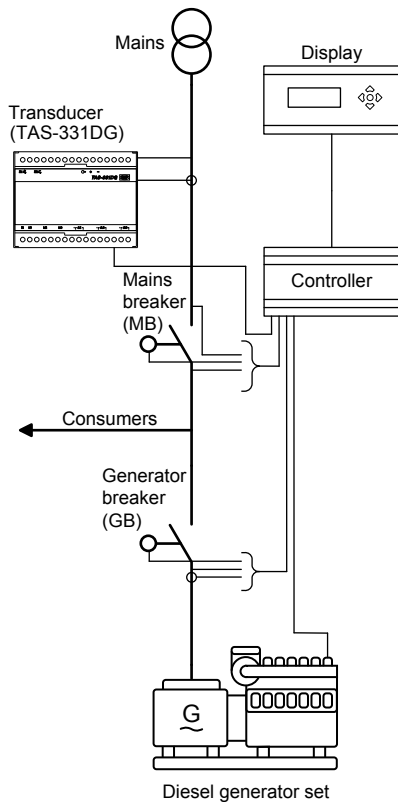 Mains
Display
Transducer
(TAS-331DG)
TAS-331DG
Controller
Mains
breaker
(MB)
Consumers
Generator
breaker
(GB)
G
Diesel generator set